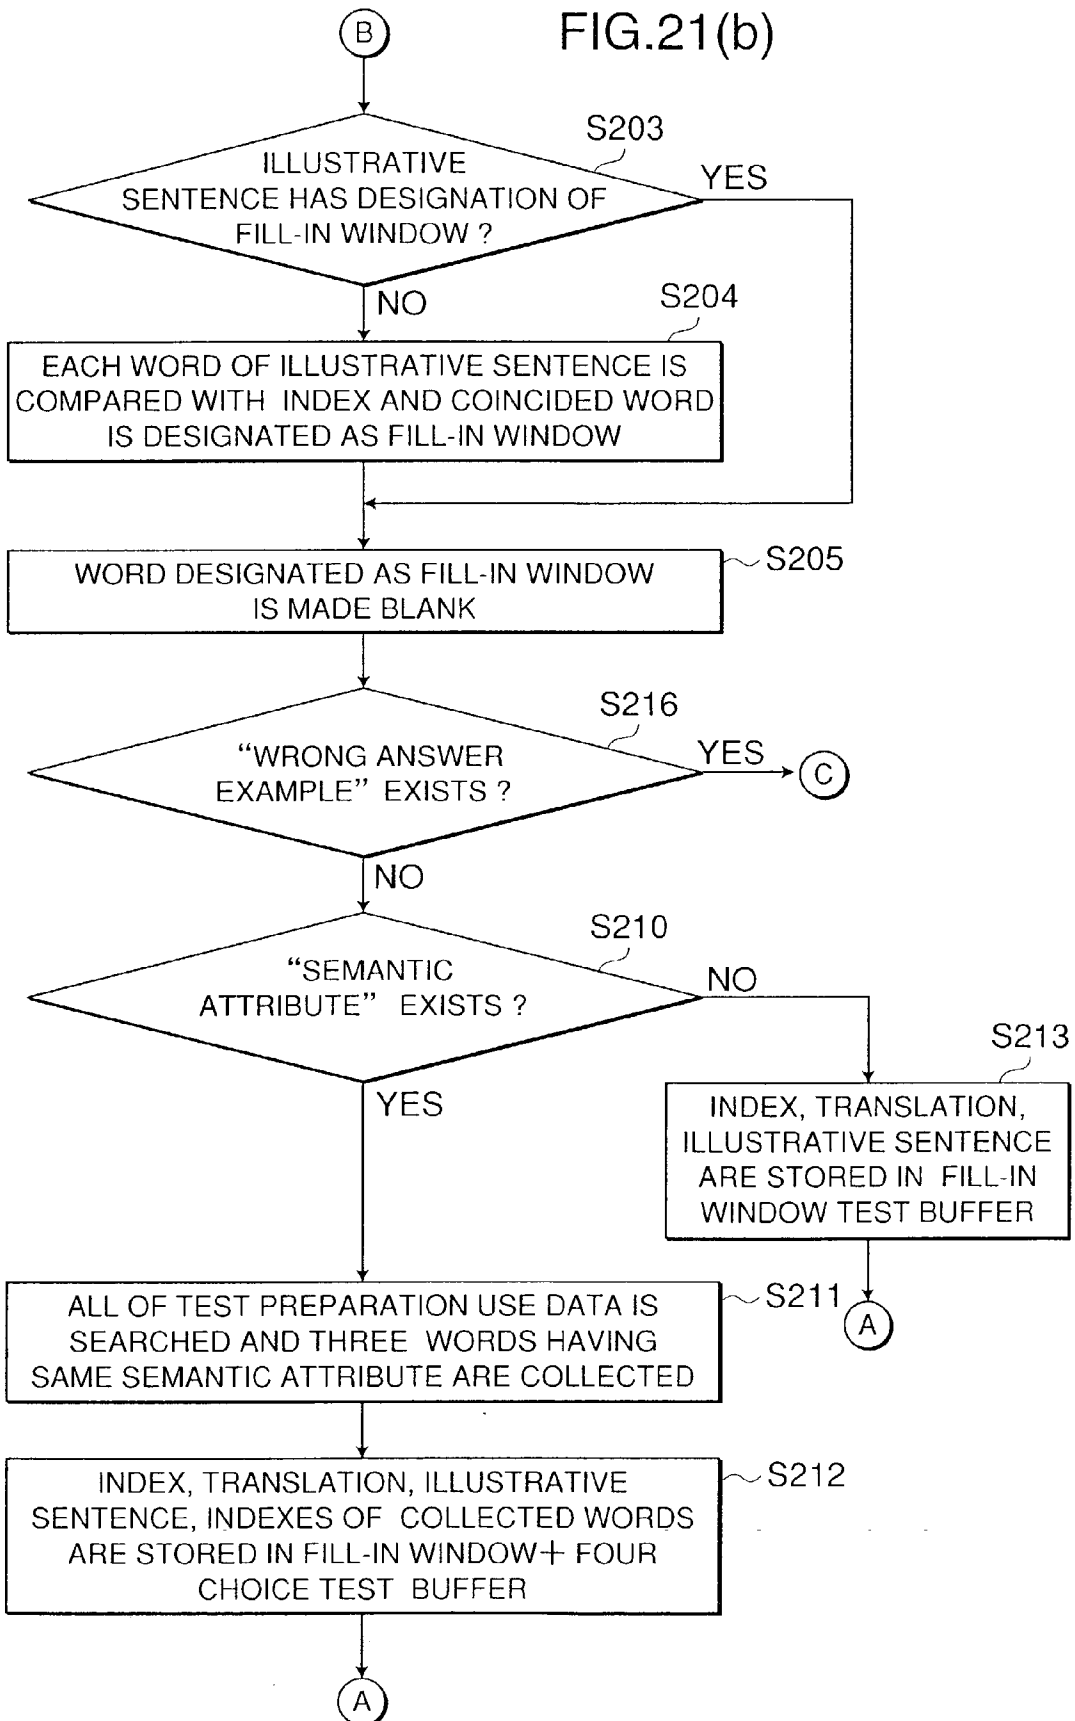 FIG.21(b)
B
S203
ILLUSTRATIVE
SENTENCE HAS DESIGNATION OF
FILL-IN WINDOW ?
YES
NO
S204
EACH WORD OF ILLUSTRATIVE SENTENCE IS
COMPARED WITH INDEX AND COINCIDED WORD
IS DESIGNATED AS FILL-IN WINDOW
S205
WORD DESIGNATED AS FILL-IN WINDOW
IS MADE BLANK
S216
“WRONG ANSWER
EXAMPLE” EXISTS ?
YES
C
NO
S210
“SEMANTIC
ATTRIBUTE” EXISTS ?
NO
YES
S213
INDEX, TRANSLATION,
ILLUSTRATIVE SENTENCE
ARE STORED IN FILL-IN
WINDOW TEST BUFFER
A
S211
ALL OF TEST PREPARATION USE DATA IS
SEARCHED AND THREE WORDS HAVING
SAME SEMANTIC ATTRIBUTE ARE COLLECTED
S212
INDEX, TRANSLATION, ILLUSTRATIVE
SENTENCE, INDEXES OF COLLECTED WORDS
ARE STORED IN FILL-IN WINDOW+ FOUR
CHOICE TEST BUFFER
A